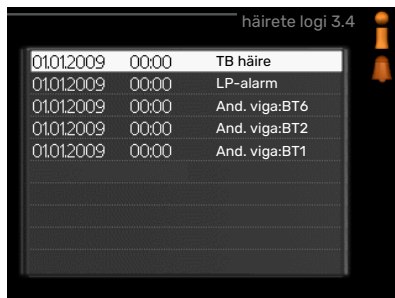 häirete logi 3.4
01.01.2009 00:00 TB häire
01.01.2009 00:00 LP-alarm
01.01.2009 00:00 And. viga:BT6
01.01.2009 00:00 And. viga:BT2
01.01.2009 00:00 And. viga:BT1